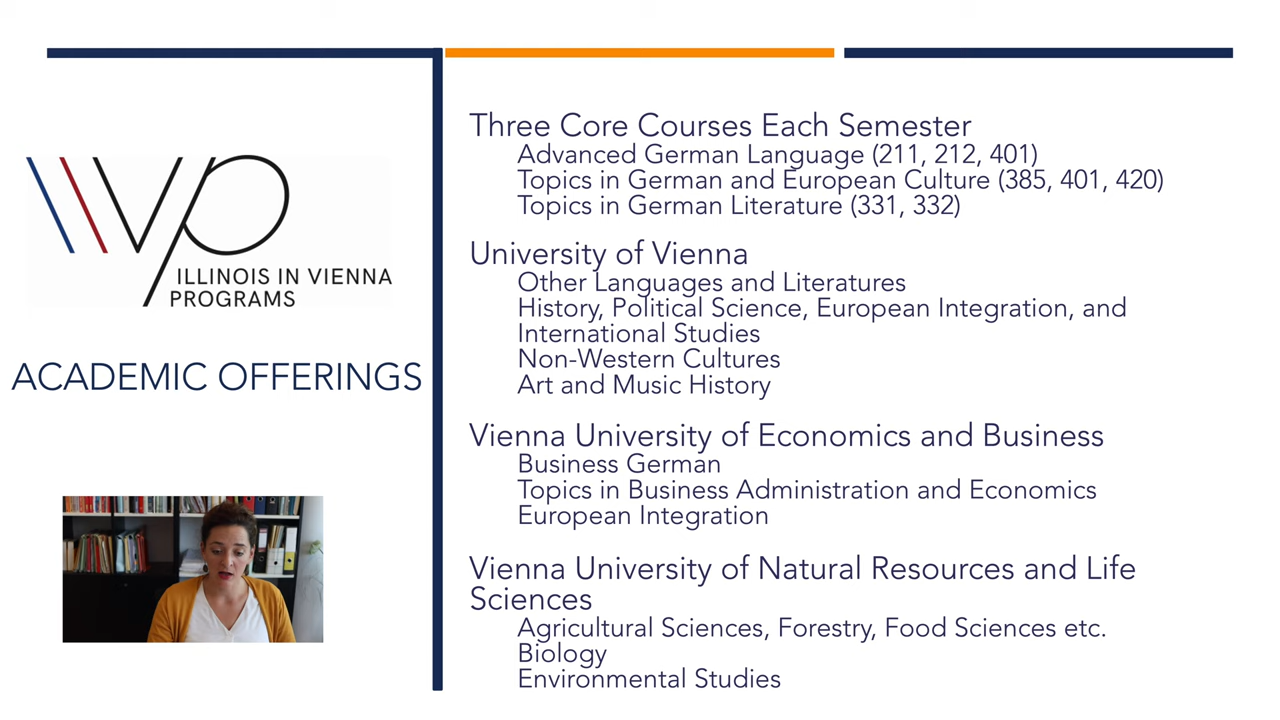 ILLINOIS IN VIENNA
PROGRAMS
ACADEMIC OFFERINGS
Three Core Courses Each Semester
Advanced German Language (211, 212, 401)
Topics in German and European Culture (385, 401, 420)
Topics in German Literature (331, 332)
University of Vienna
Other Languages and Literatures
History, Political Science, European Integration, and
International Studies
Non-Western Cultures
Art and Music History
Vienna University of Economics and Business
Business German
Topics in Business Administration and Economics
European Integration
Vienna University of Natural Resources and Life
Sciences
Agricultural Sciences, Forestry, Food Sciences etc.
Biology
Environmental Studies